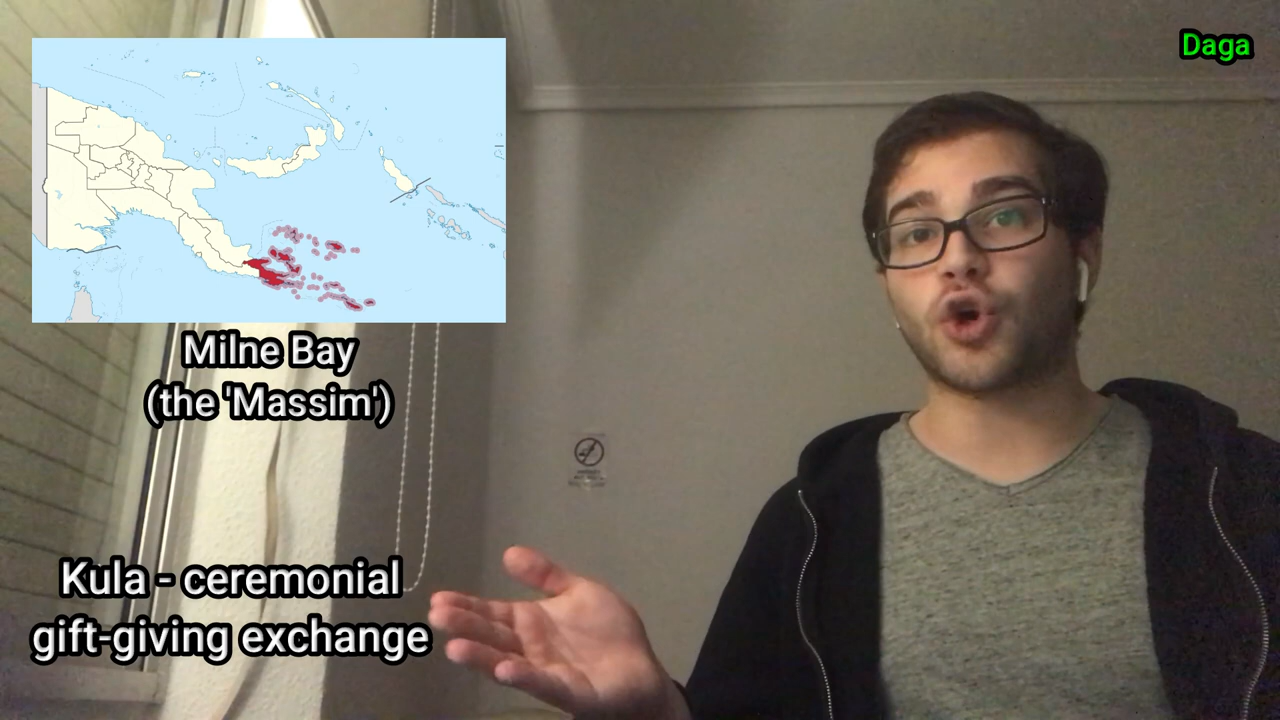 Daga
Milne Bay
(the 'Massim')
Kula - ceremonial
gift-giving exchange